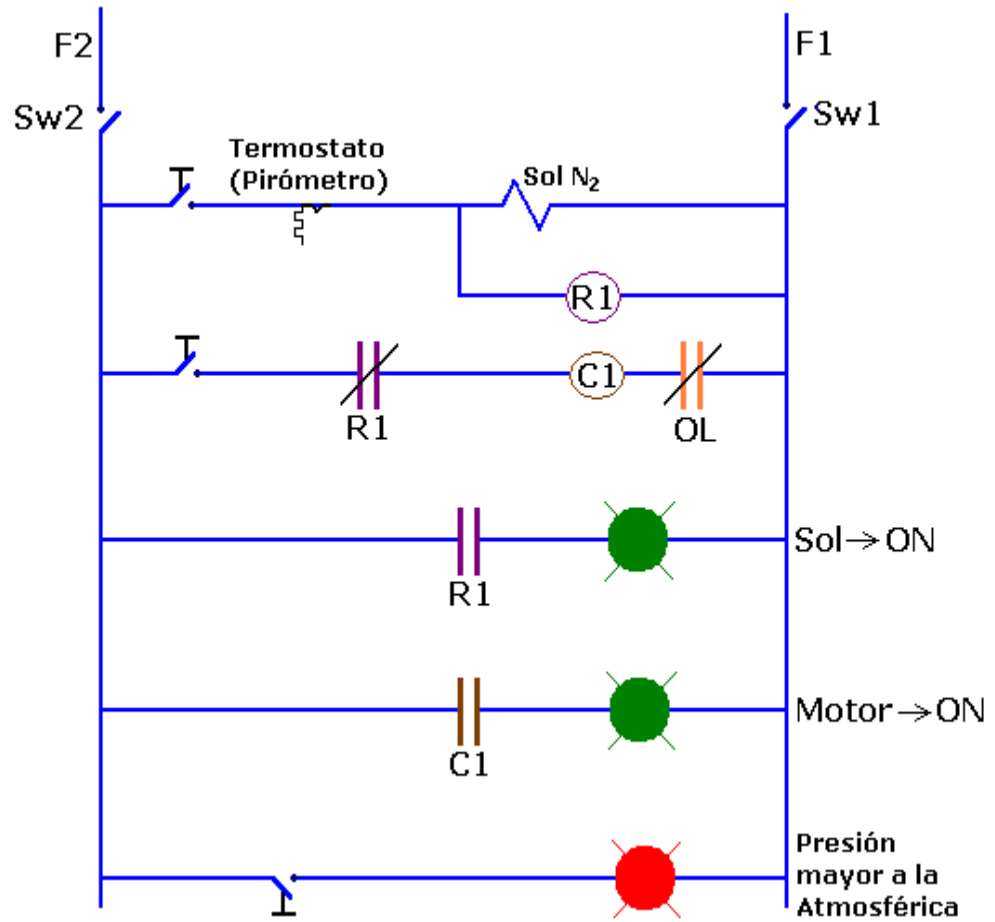 F2
F1
Sw2
Sw1
Termostato
(Pirómetro)
Sol N₂
R1
C1
R1
OL
Sol→ON
R1
Motor→ON
C1
Presión
mayor a la
Atmosférica